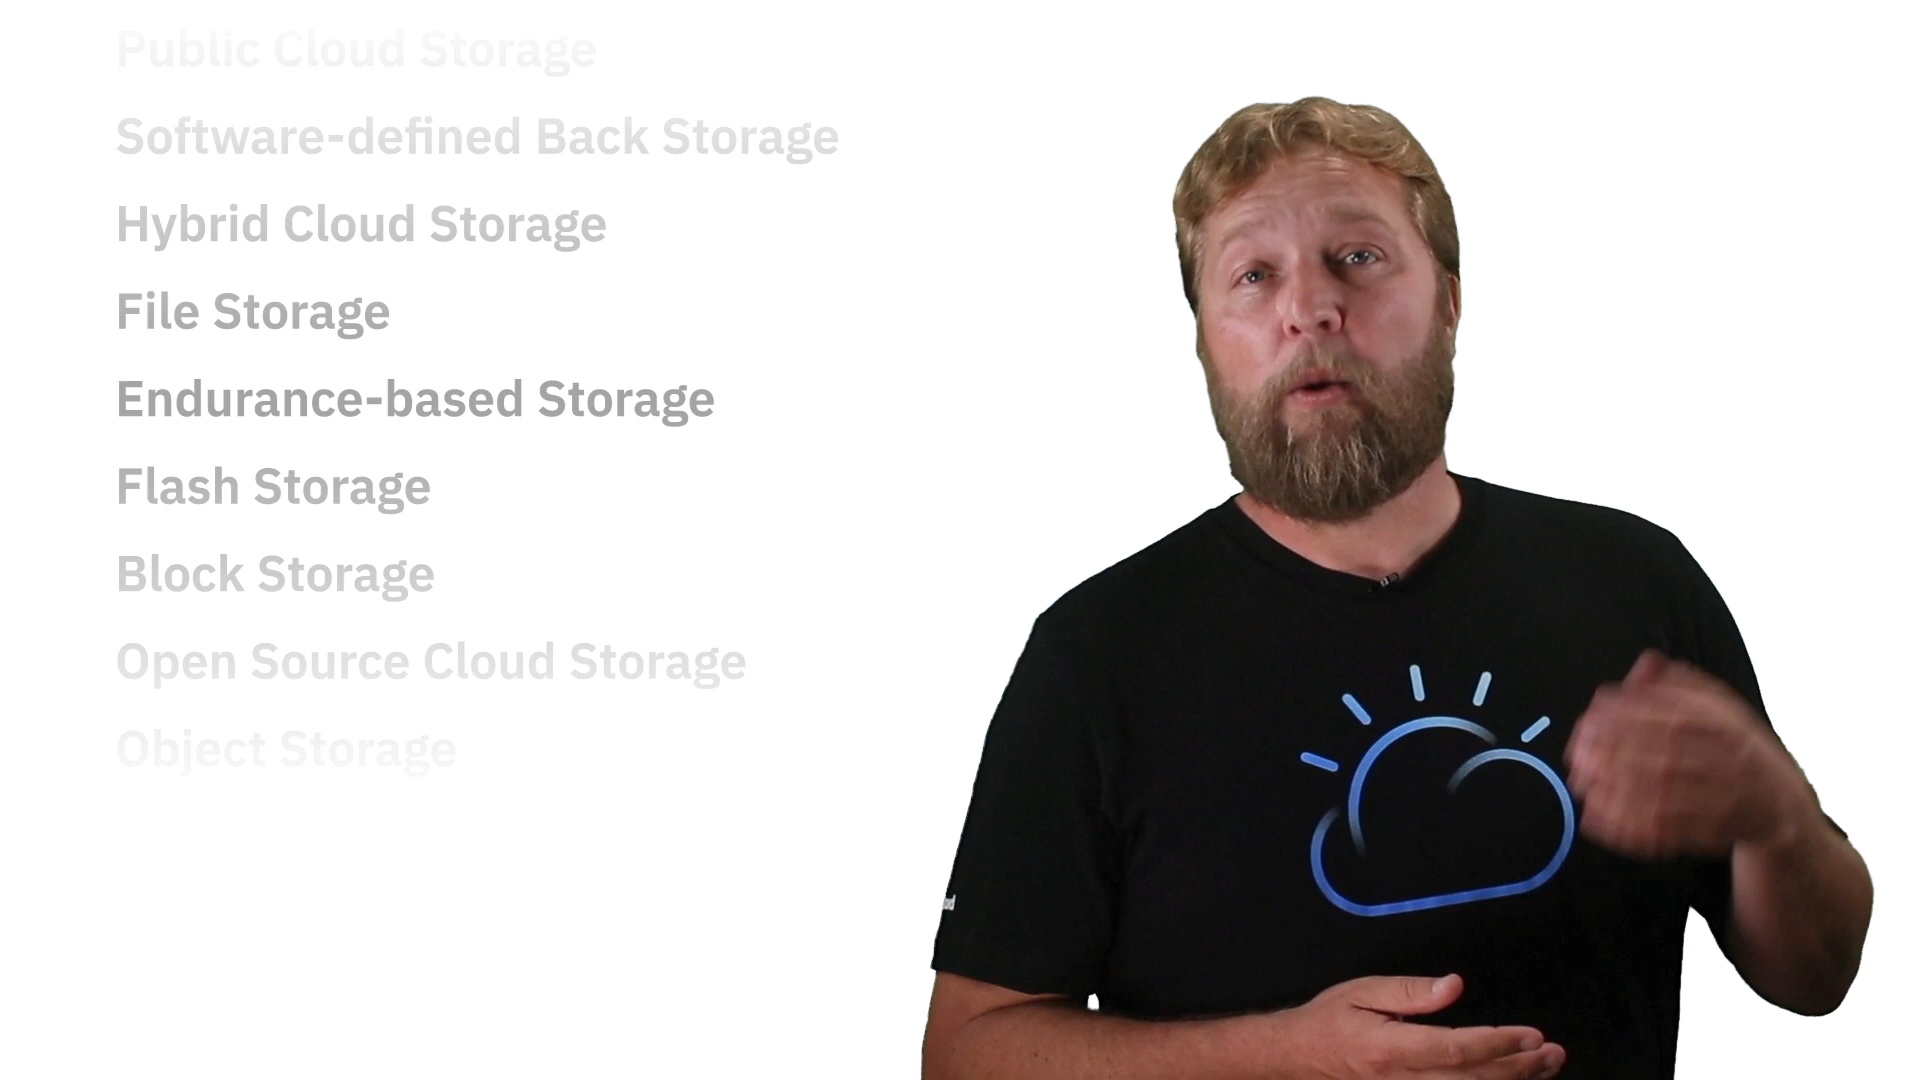 Public Cloud Storage
Software-defined Back Storage
Hybrid Cloud Storage
File Storage
Endurance-based Storage
Flash Storage
Block Storage
Open Source Cloud Storage
Object Storage